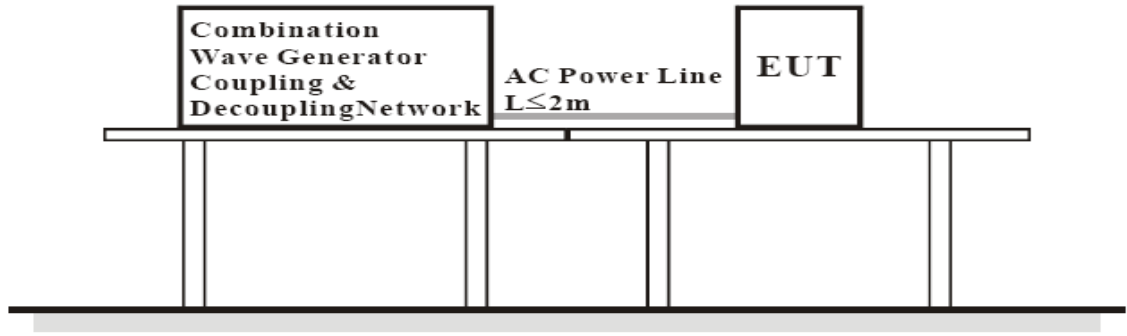 Combination
Wave Generator
Coupling &
DecouplingNetwork
AC Power Line
L≤2m
EUT